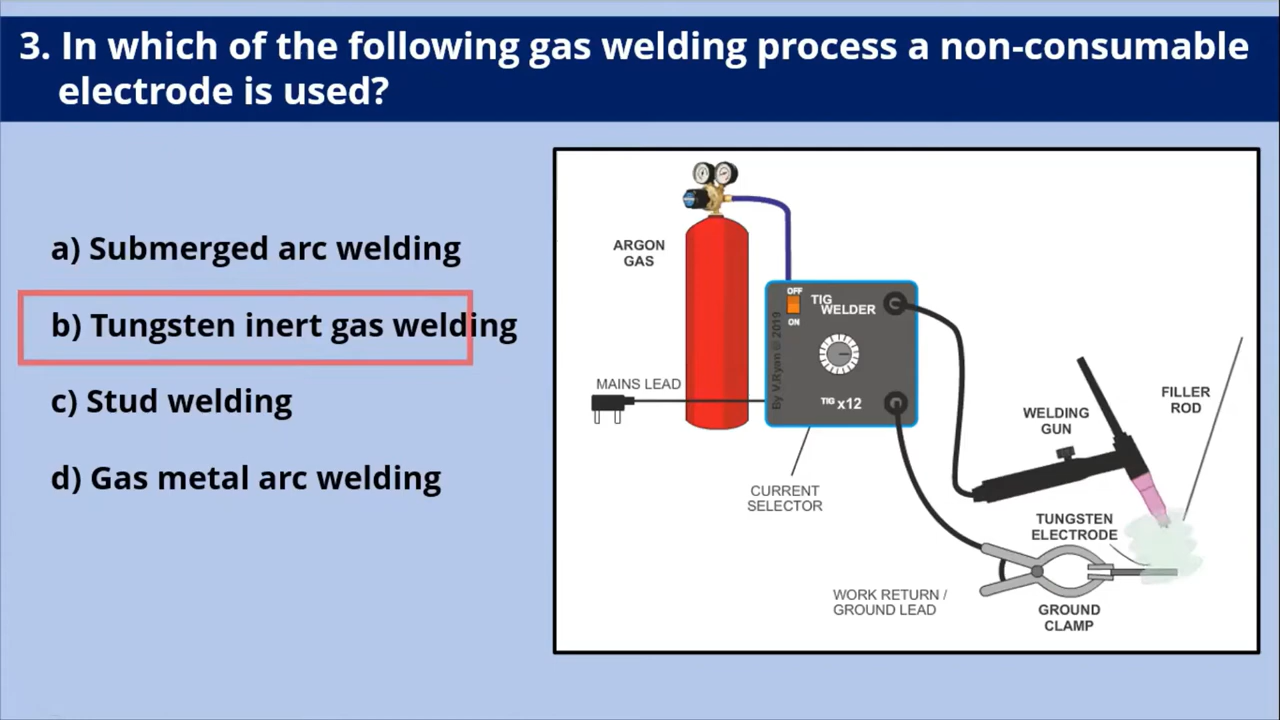 3. In which of the following gas welding process a non-consumable
electrode is used?
a) Submerged arc welding
b) Tungsten inert gas welding
c) Stud welding
d) Gas metal arc welding
ARGON
GAS
OFF
ON
TIG
WELDER
By V.Ryan © 2019
TIG x12
MAINS LEAD
CURRENT
SELECTOR
WELDING
GUN
FILLER
ROD
TUNGSTEN
ELECTRODE
WORK RETURN /
GROUND LEAD
GROUND
CLAMP